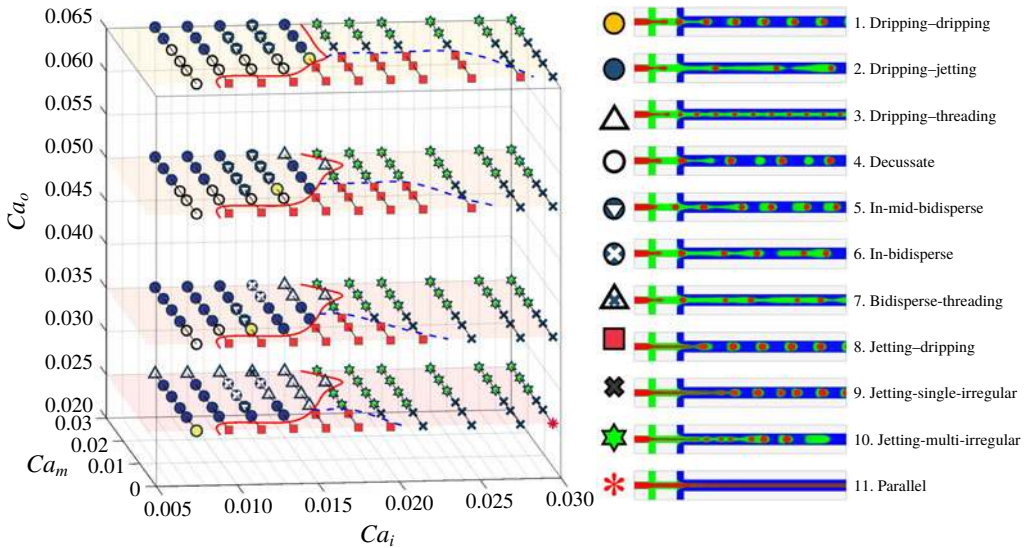 0.065
0.060
0.055
0.050
0.045
0.040
0.035
0.030
0.025
0.020
Ca_o
0.03
0.02
0.01
0
Ca_m
0.005
0.010
0.015
0.020
0.025
0.030
Ca_i
1. Dripping–dripping
2. Dripping–jetting
3. Dripping–threading
4. Decussate
5. In-mid-bidisperse
6. In-bidisperse
7. Bidisperse-threading
8. Jetting–dripping
9. Jetting-single-irregular
10. Jetting-multi-irregular
11. Parallel